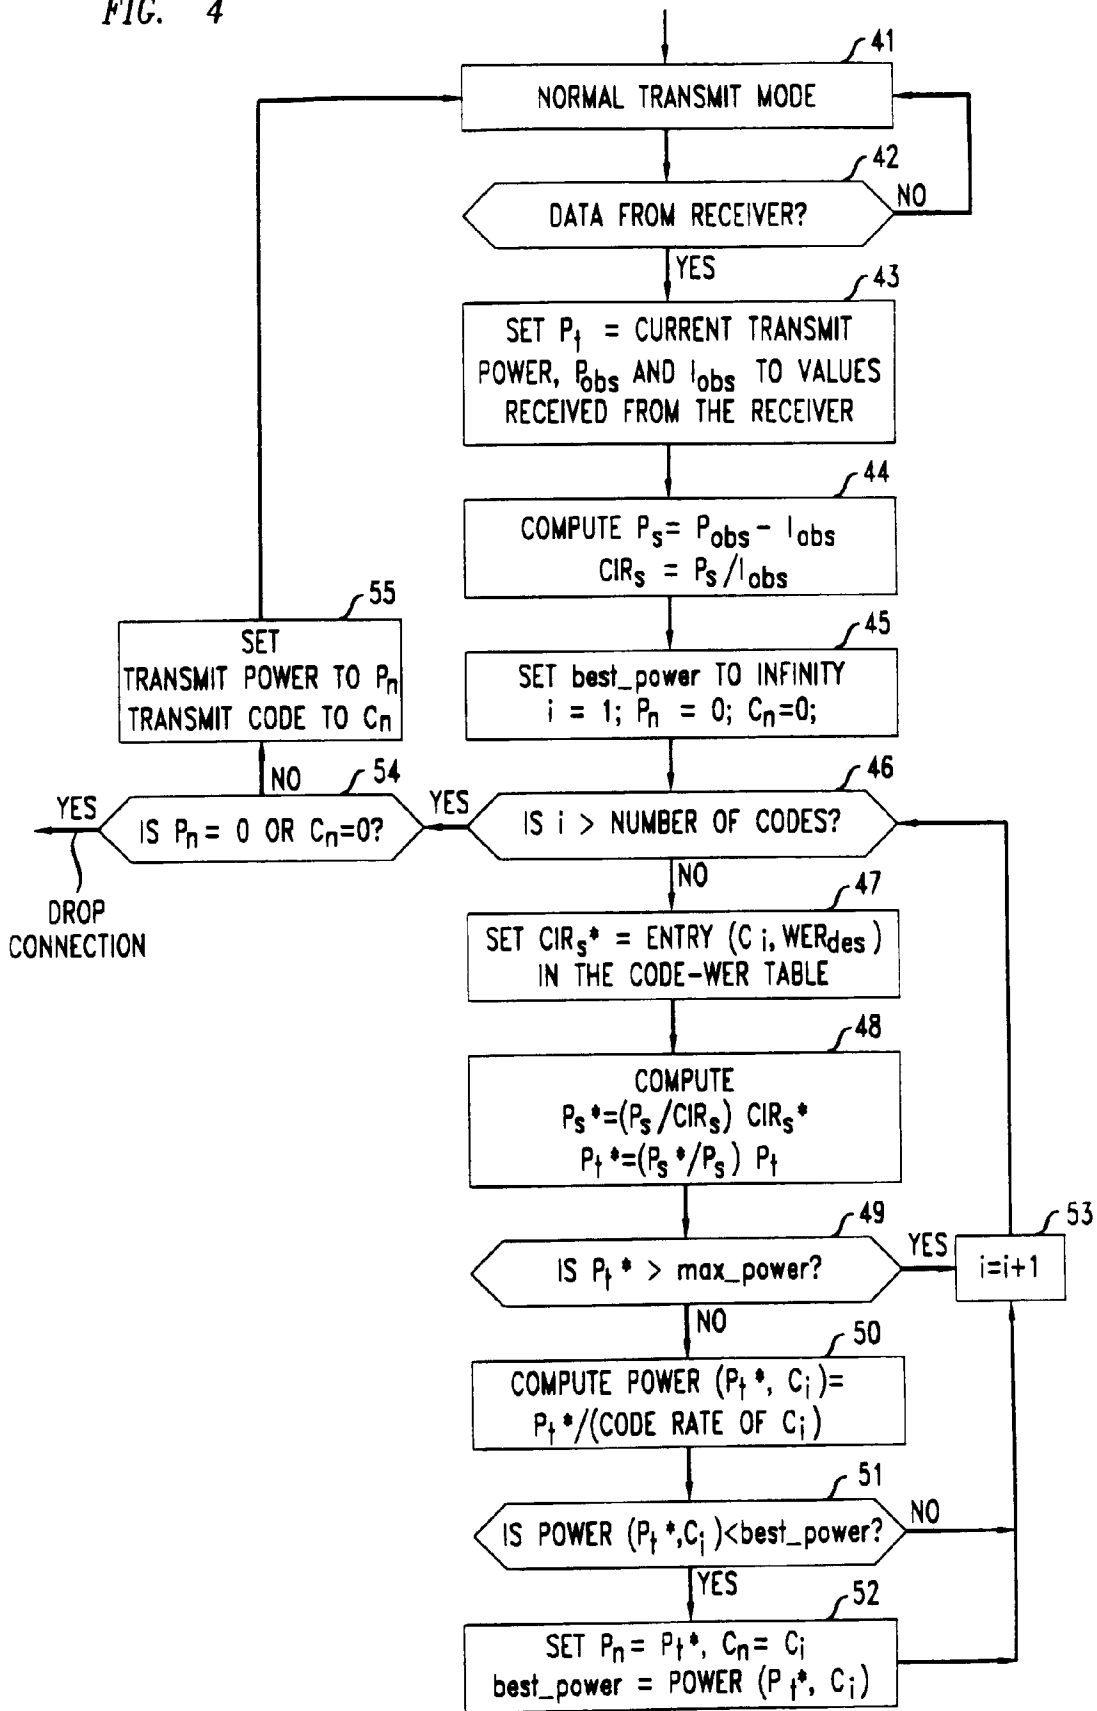 FIG. 4
41
NORMAL TRANSMIT MODE
42
DATA FROM RECEIVER?
NO
YES
43
SET Pt = CURRENT TRANSMIT
POWER, Pobs AND Iobs TO VALUES
RECEIVED FROM THE RECEIVER
44
COMPUTE Ps = Pobs - Iobs
CIRs = Ps/Iobs
45
SET best_power TO INFINITY
i = 1; Pn = 0; Cn=0;
55
SET
TRANSMIT POWER TO Pn
TRANSMIT CODE TO Cn
NO
54
YES
IS Pn = 0 OR Cn=0?
YES
46
IS i > NUMBER OF CODES?
DROP
CONNECTION
NO
47
SET CIRs* = ENTRY (Ci, WERdes)
IN THE CODE-WER TABLE
48
COMPUTE
Ps*=(Ps/CIRs) CIRs*
Pt*=(Ps*/Ps) Pt
49
IS Pt* > max_power?
YES
53
i=i+1
NO
50
COMPUTE POWER (Pt*, Ci)=
Pt*/(CODE RATE OF Ci)
51
IS POWER (Pt*,Ci)<best_power?
NO
YES
52
SET Pn = Pt*, Cn = Ci
best_power = POWER (Pt*, Ci)